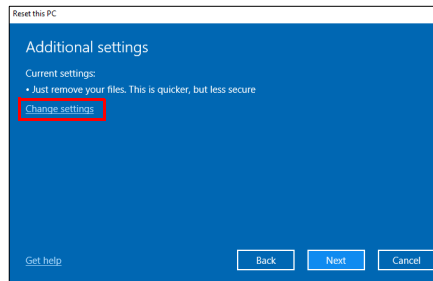 Reset this PC
Additional settings
Current settings:
• Just remove your files. This is quicker, but less secure
Change settings
Get help
Back
Next
Cancel